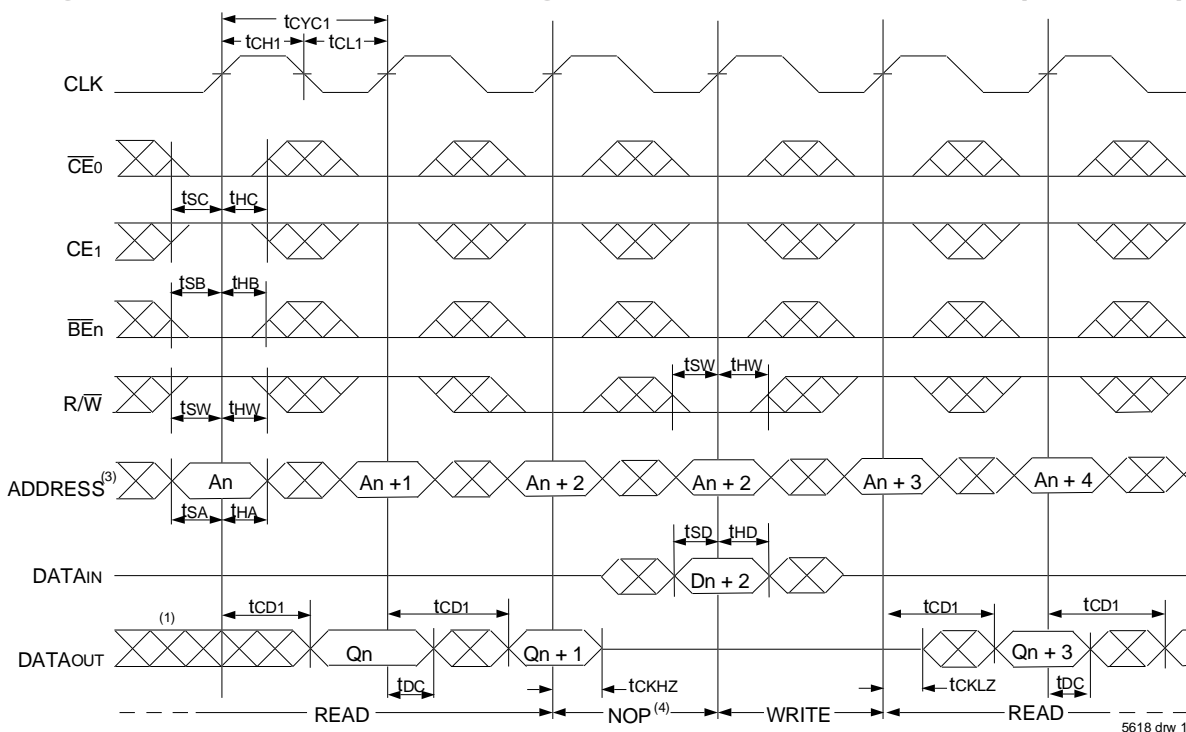 tCYC1
tCH1 tCL1
CLK
CE0
tSC tHC
CE1
tSB tHB
BEn
tSW tHW
R/W
tSW tHW
ADDRESS(3) An An +1 An + 2 An + 2 An + 3 An + 4
tSA tHA
tSD tHD
DATAIN Dn + 2
(1) tCD1 tCD1 tCD1 tCD1
DATAOUT Qn Qn + 1 Qn + 3
tDC tCKHZ tCKLZ tDC
READ NOP(4) WRITE READ
5618 drw 1